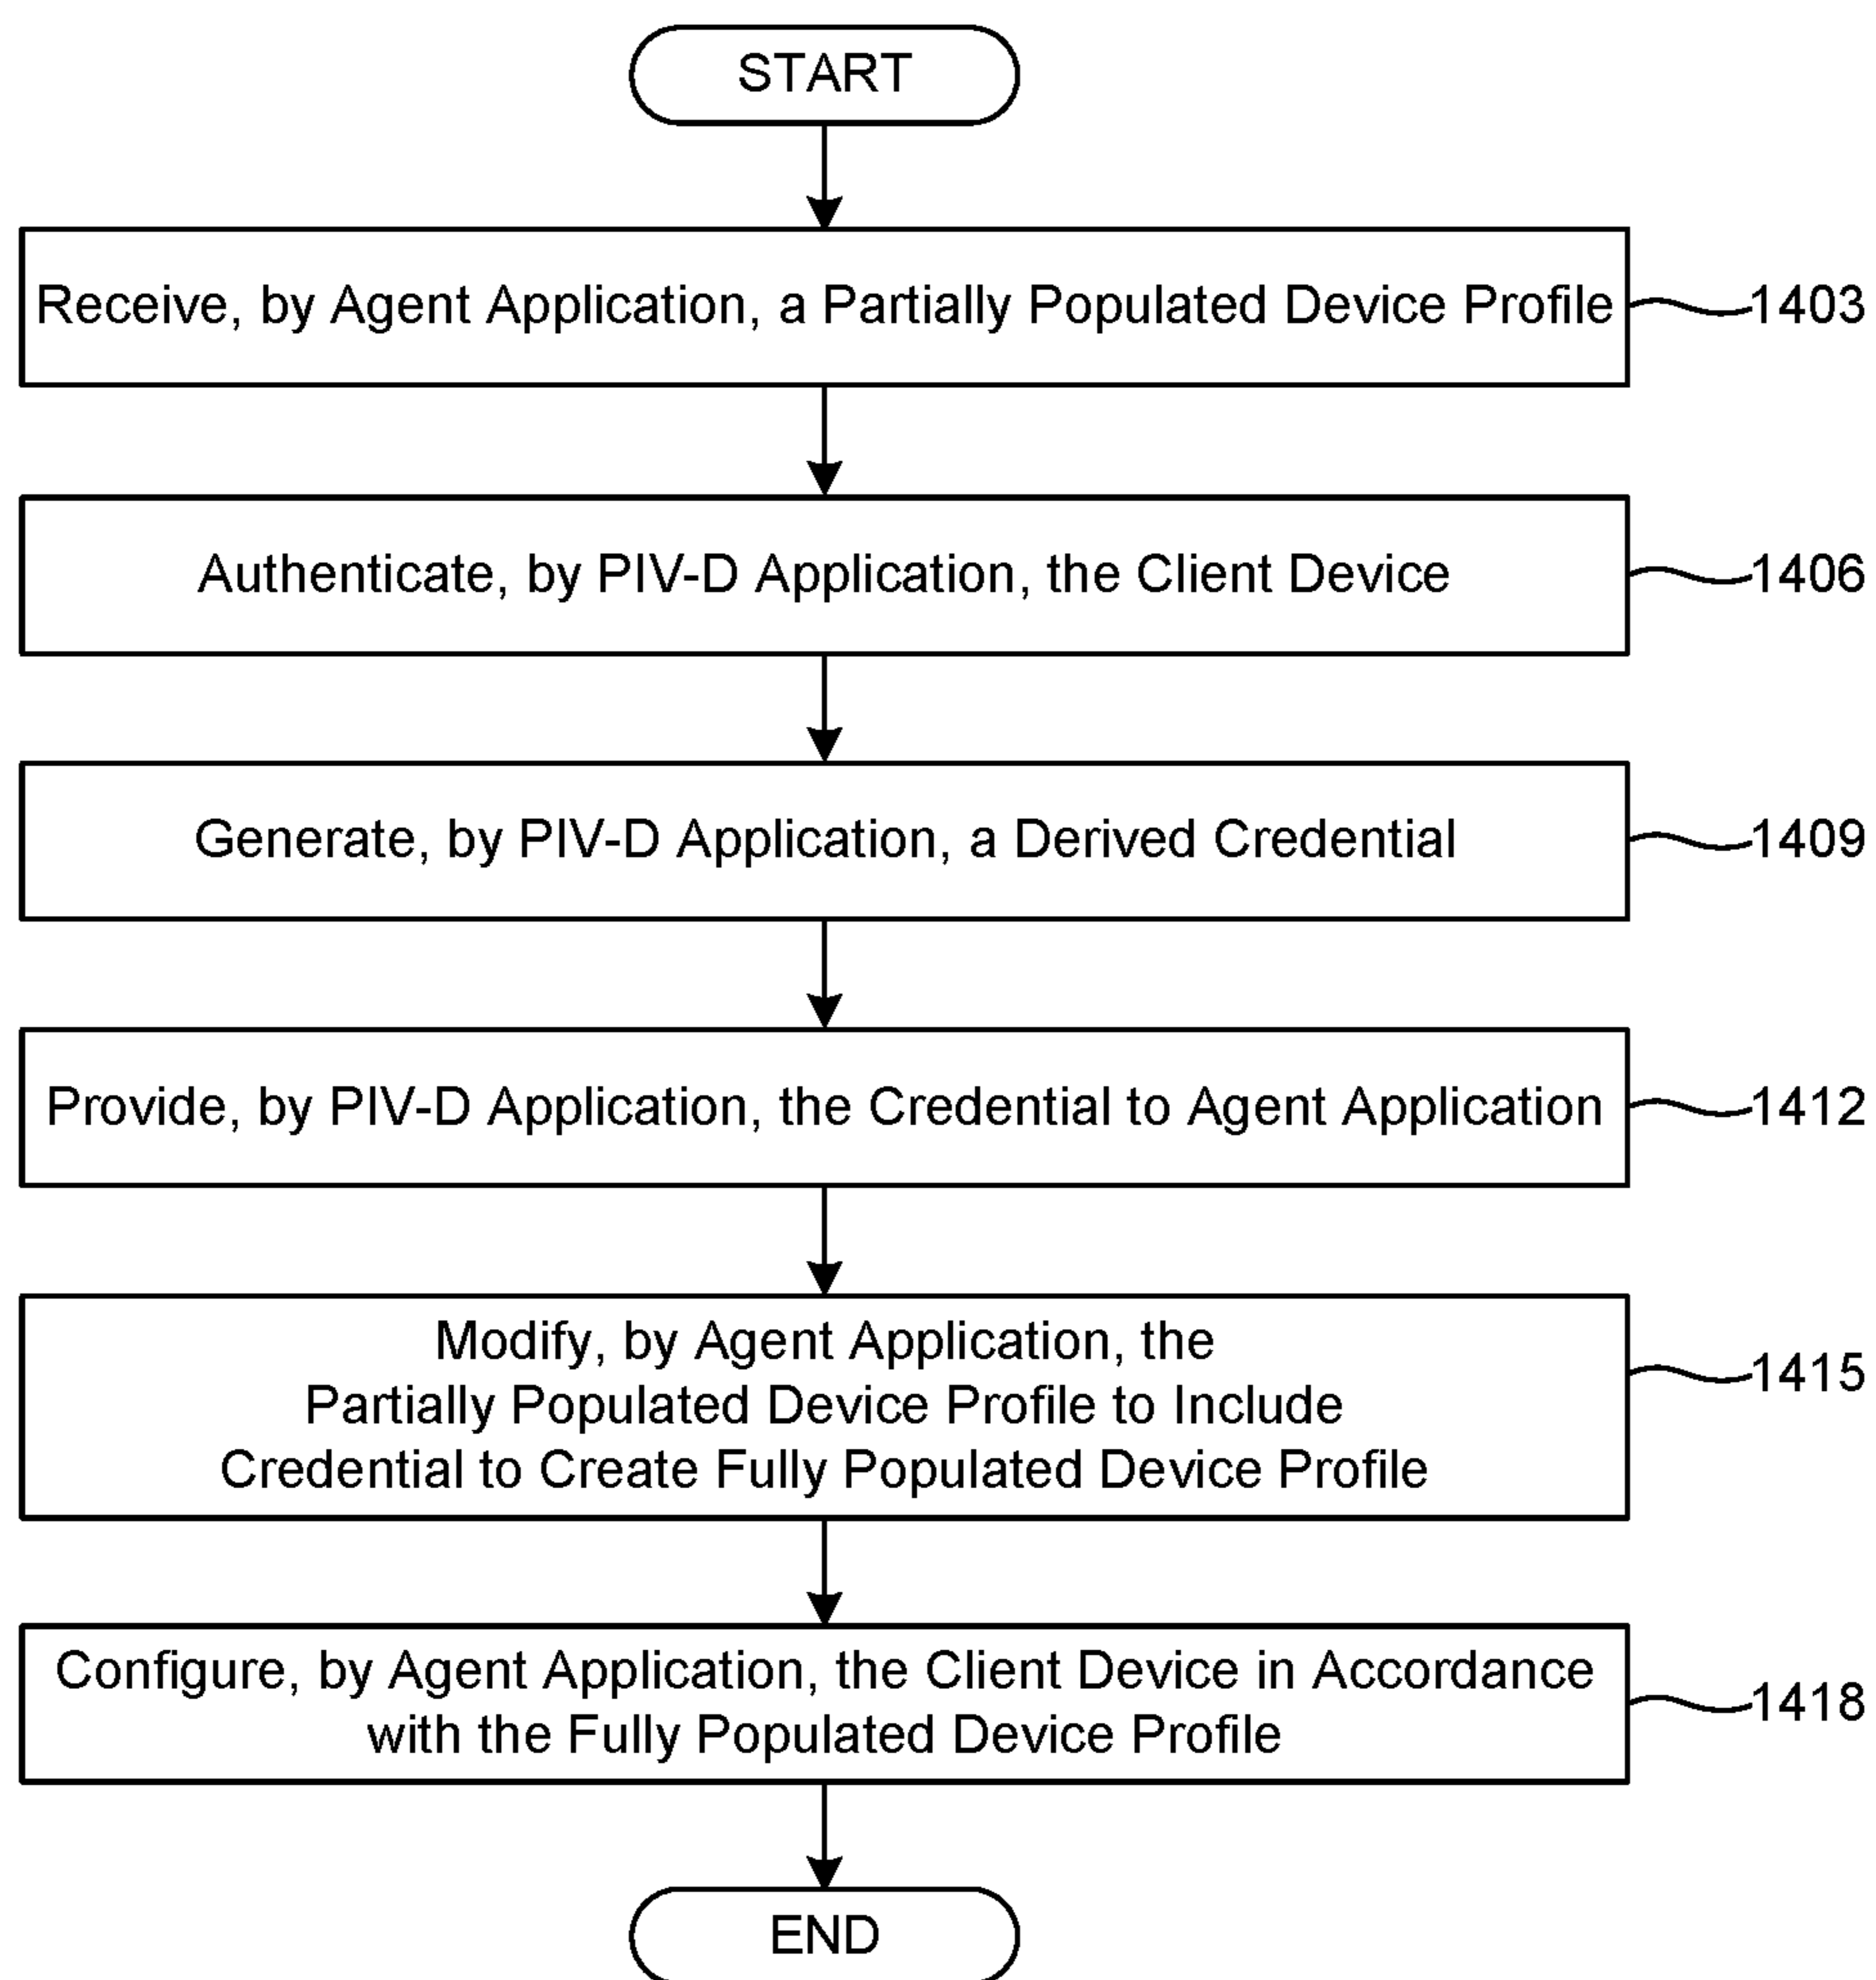 START
Receive, by Agent Application, a Partially Populated Device Profile
1403
Authenticate, by PIV-D Application, the Client Device
1406
Generate, by PIV-D Application, a Derived Credential
1409
Provide, by PIV-D Application, the Credential to Agent Application
1412
Modify, by Agent Application, the
Partially Populated Device Profile to Include
Credential to Create Fully Populated Device Profile
1415
Configure, by Agent Application, the Client Device in Accordance
with the Fully Populated Device Profile
1418
END